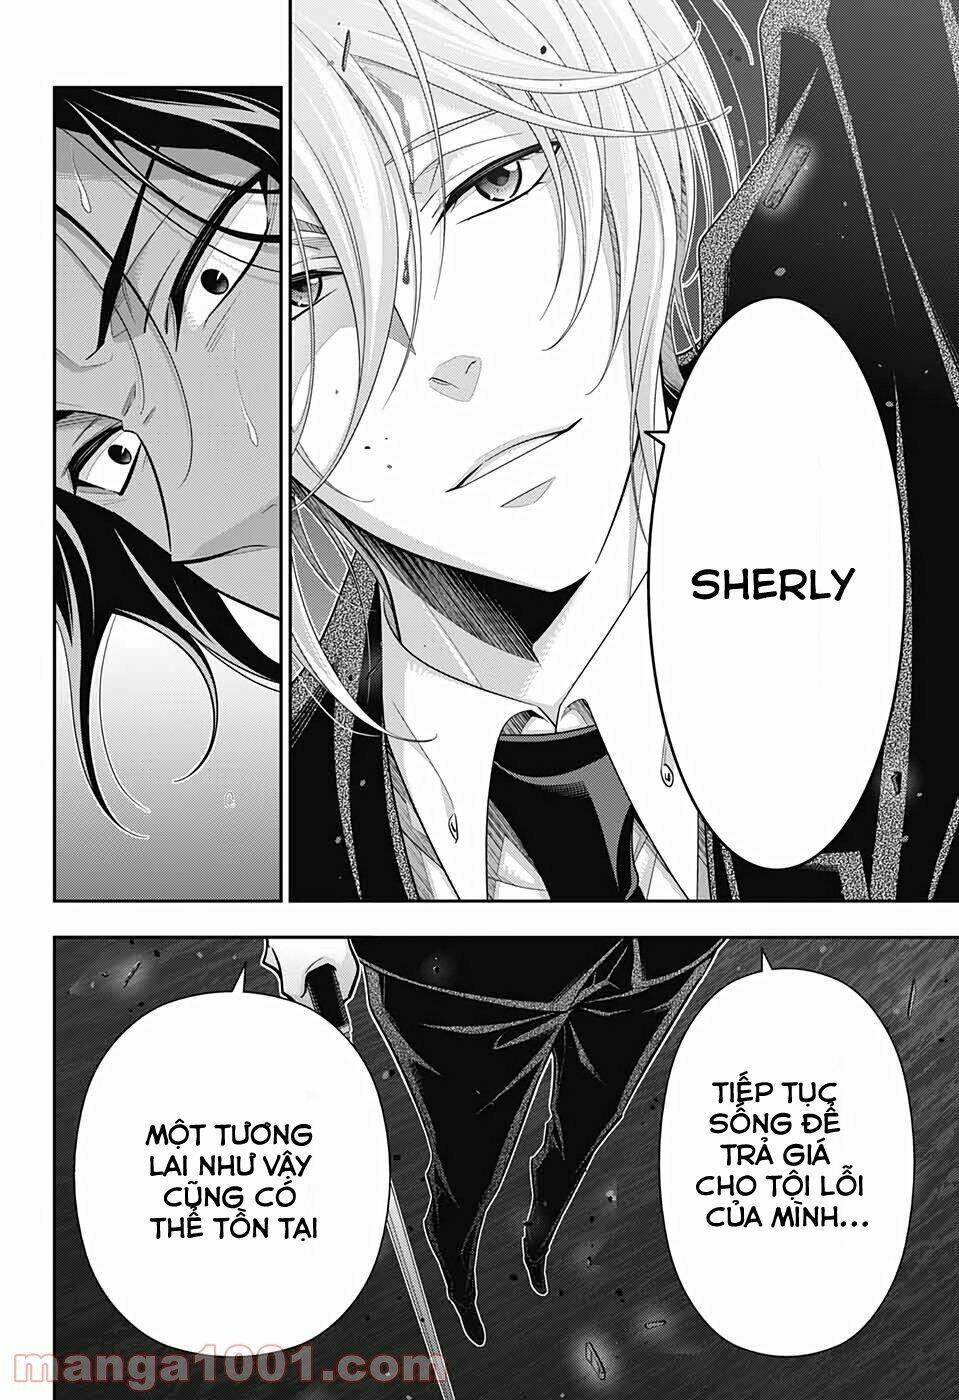 SHERLY
TIẾP TỤC
SỐNG ĐỂ
TRẢ GIÁ
CHO TỘI LỖI
CỦA MÌNH...
MỘT TƯƠNG
LAI NHƯ VẬY
CŨNG CÓ
THỂ TỒN TẠI
manga1001.com